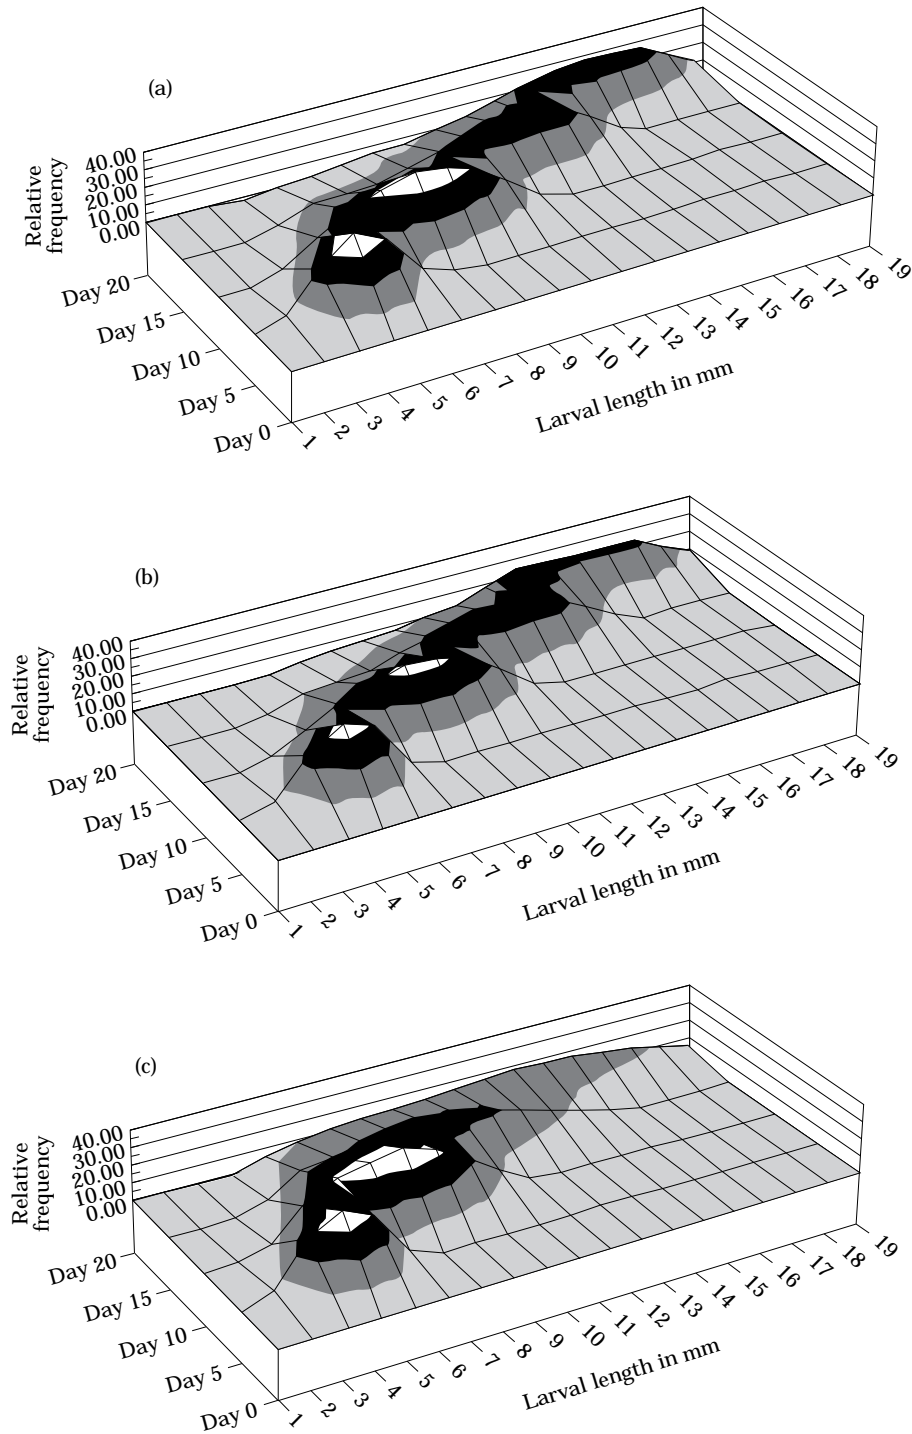 (a)
Relative
frequency
40.00
30.00
20.00
10.00
0.00
Day 20
Day 15
Day 10
Day 5
Day 0
1 2 3 4 5 6 7 8 9 10 11 12 13 14 15 16 17 18 19
Larval length in mm
(b)
Relative
frequency
40.00
30.00
20.00
10.00
0.00
Day 20
Day 15
Day 10
Day 5
Day 0
1 2 3 4 5 6 7 8 9 10 11 12 13 14 15 16 17 18 19
Larval length in mm
(c)
Relative
frequency
40.00
30.00
20.00
10.00
0.00
Day 20
Day 15
Day 10
Day 5
Day 0
1 2 3 4 5 6 7 8 9 10 11 12 13 14 15 16 17 18 19
Larval length in mm